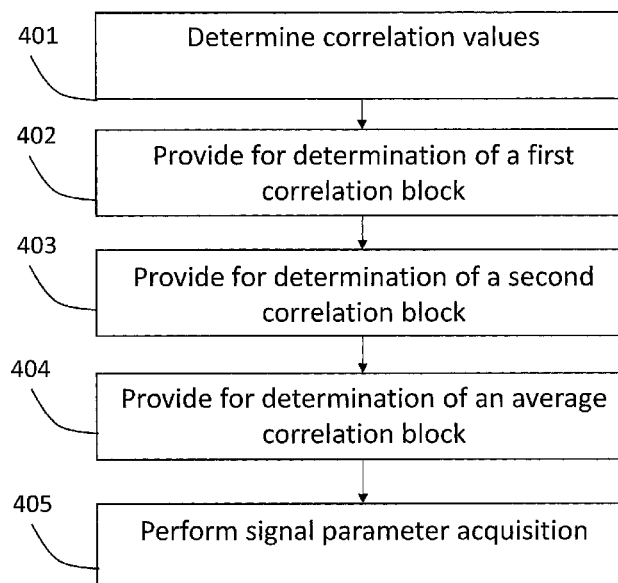 401
Determine correlation values
402
Provide for determination of a first
correlation block
403
Provide for determination of a second
correlation block
404
Provide for determination of an average
correlation block
405
Perform signal parameter acquisition